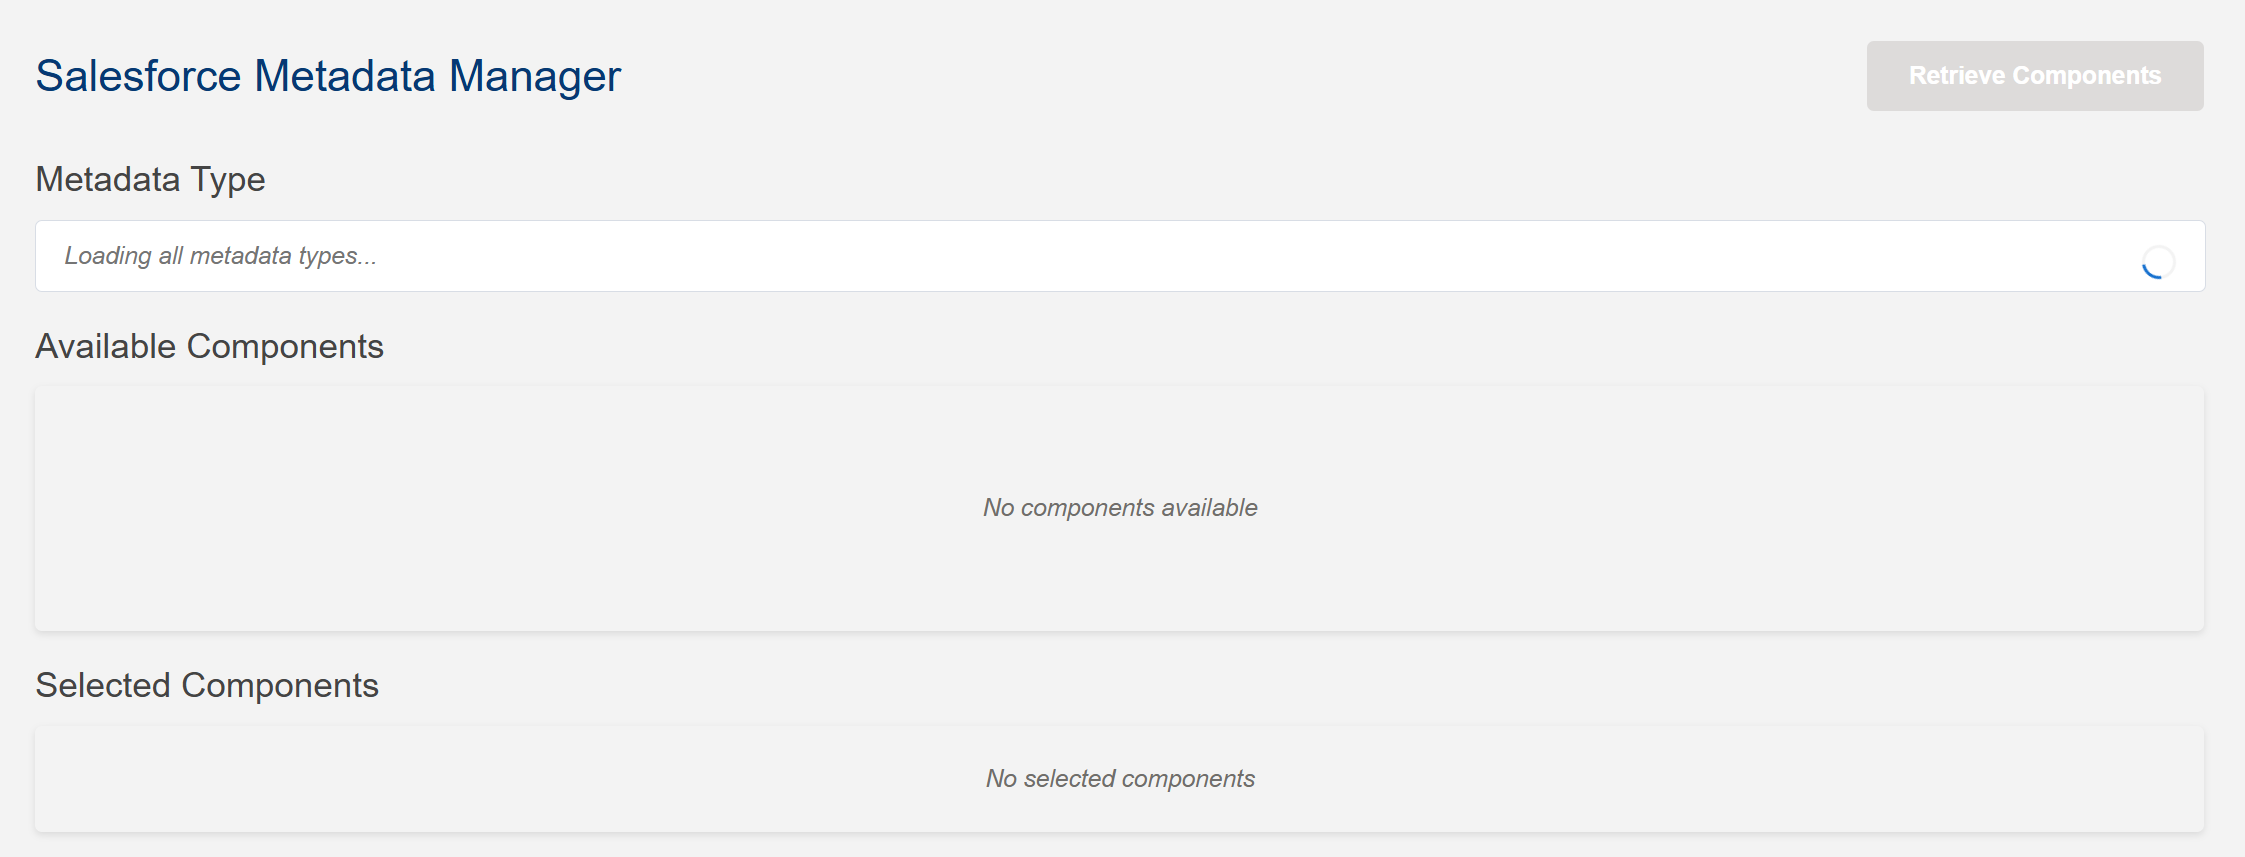 Salesforce Metadata Manager
Retrieve Components
Metadata Type
Loading all metadata types...
Available Components
No components available
Selected Components
No selected components